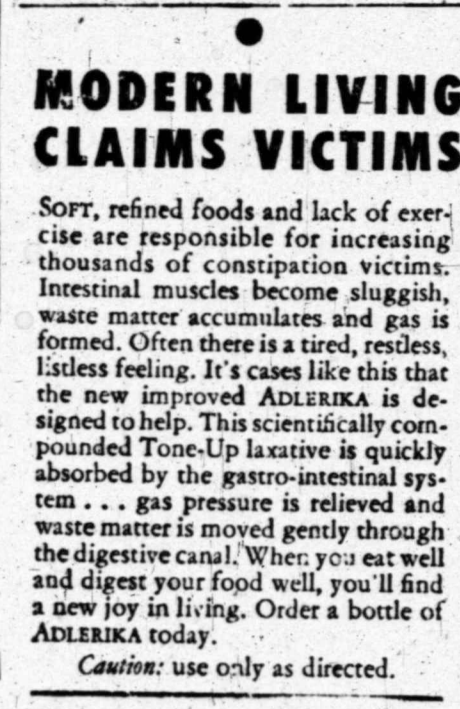 MODERN LIVING
CLAIMS VICTIMS
SOFT, refined foods and lack of exer-
cise are responsible for increasing
thousands of constipation victims.
Intestinal muscles become sluggish,
waste matter accumulates and gas is
formed. Often there is a tired, restless,
listless feeling. It's cases like this that
the new improved ADLERIKA is de-
signed to help. This scientifically com-
pounded Tone-Up laxative is quickly
absorbed by the gastro-intestinal sys-
tem . . . gas pressure is relieved and
waste matter is moved gently through
the digestive canal. When you eat well
and digest your food well, you'll find
a new joy in living. Order a bottle of
ADLERIKA today.
Caution: use only as directed.